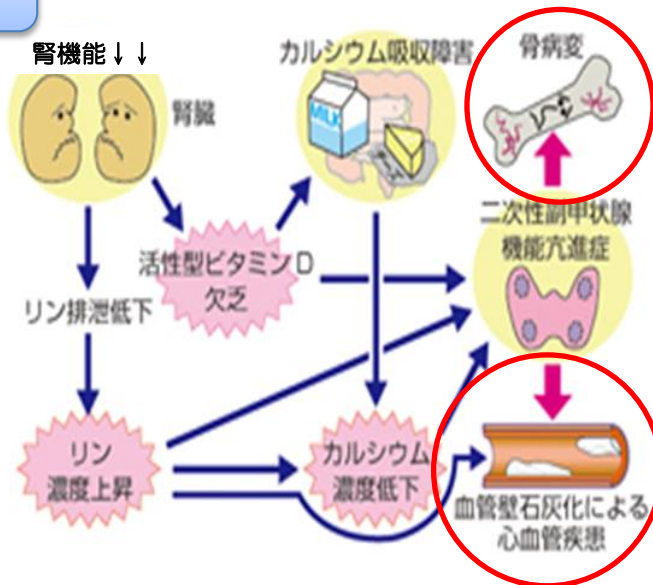 腎機能↓↓
腎臓
カルシウム吸収障害
MILK
骨病変
活性型ビタミンD
欠乏
二次性副甲状腺
機能亢進症
リン排泄低下
リン
濃度上昇
カルシウム
濃度低下
血管壁石灰化による
心血管疾患